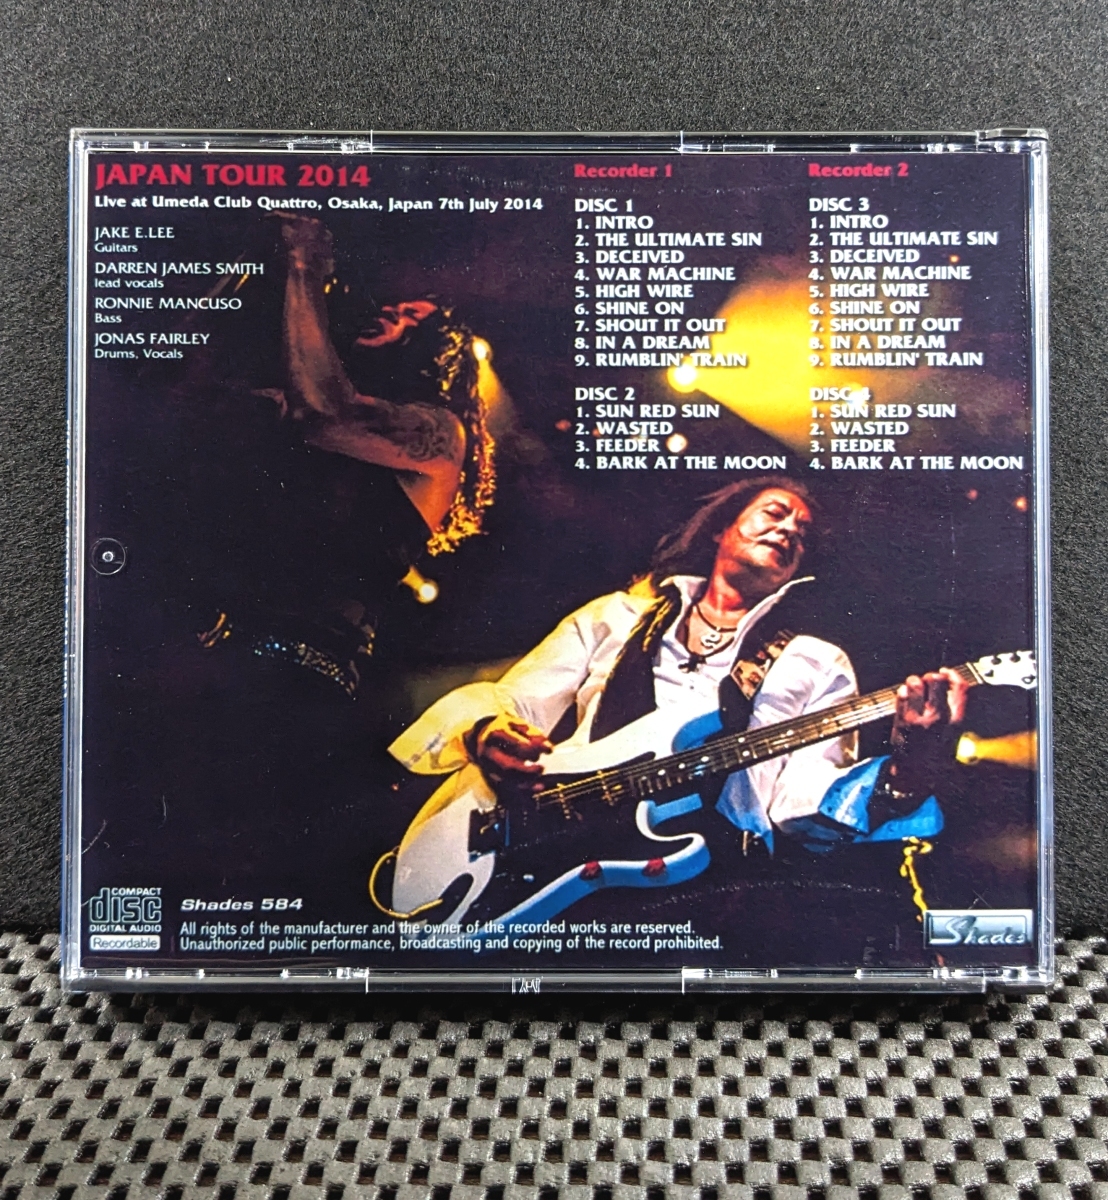 JAPAN TOUR 2014
Live at Umeda Club Quattro, Osaka, Japan 7th July 2014
JAKE E.LEE
Guitars
DARREN JAMES SMITH
lead vocals
RONNIE MANCUSO
Bass
JONAS FAIRLEY
Drums, Vocals
Recorder 1
DISC 1
1. INTRO
2. THE ULTIMATE SIN
3. DECEIVED
4. WAR MACHINE
5. HIGH WIRE
6. SHINE ON
7. SHOUT IT OUT
8. IN A DREAM
9. RUMBLIN' TRAIN
DISC 2
1. SUN RED SUN
2. WASTED
3. FEEDER
4. BARK AT THE MOON
Recorder 2
DISC 3
1. INTRO
2. THE ULTIMATE SIN
3. DECEIVED
4. WAR MACHINE
5. HIGH WIRE
6. SHINE ON
7. SHOUT IT OUT
8. IN A DREAM
9. RUMBLIN' TRAIN
DISC 4
1. SUN RED SUN
2. WASTED
3. FEEDER
4. BARK AT THE MOON
COMPACT
disc
DIGITAL AUDIO
Recordable
Shades 584
All rights of the manufacturer and the owner of the recorded works are reserved.
Unauthorized public performance, broadcasting and copying of the record prohibited.
Shades